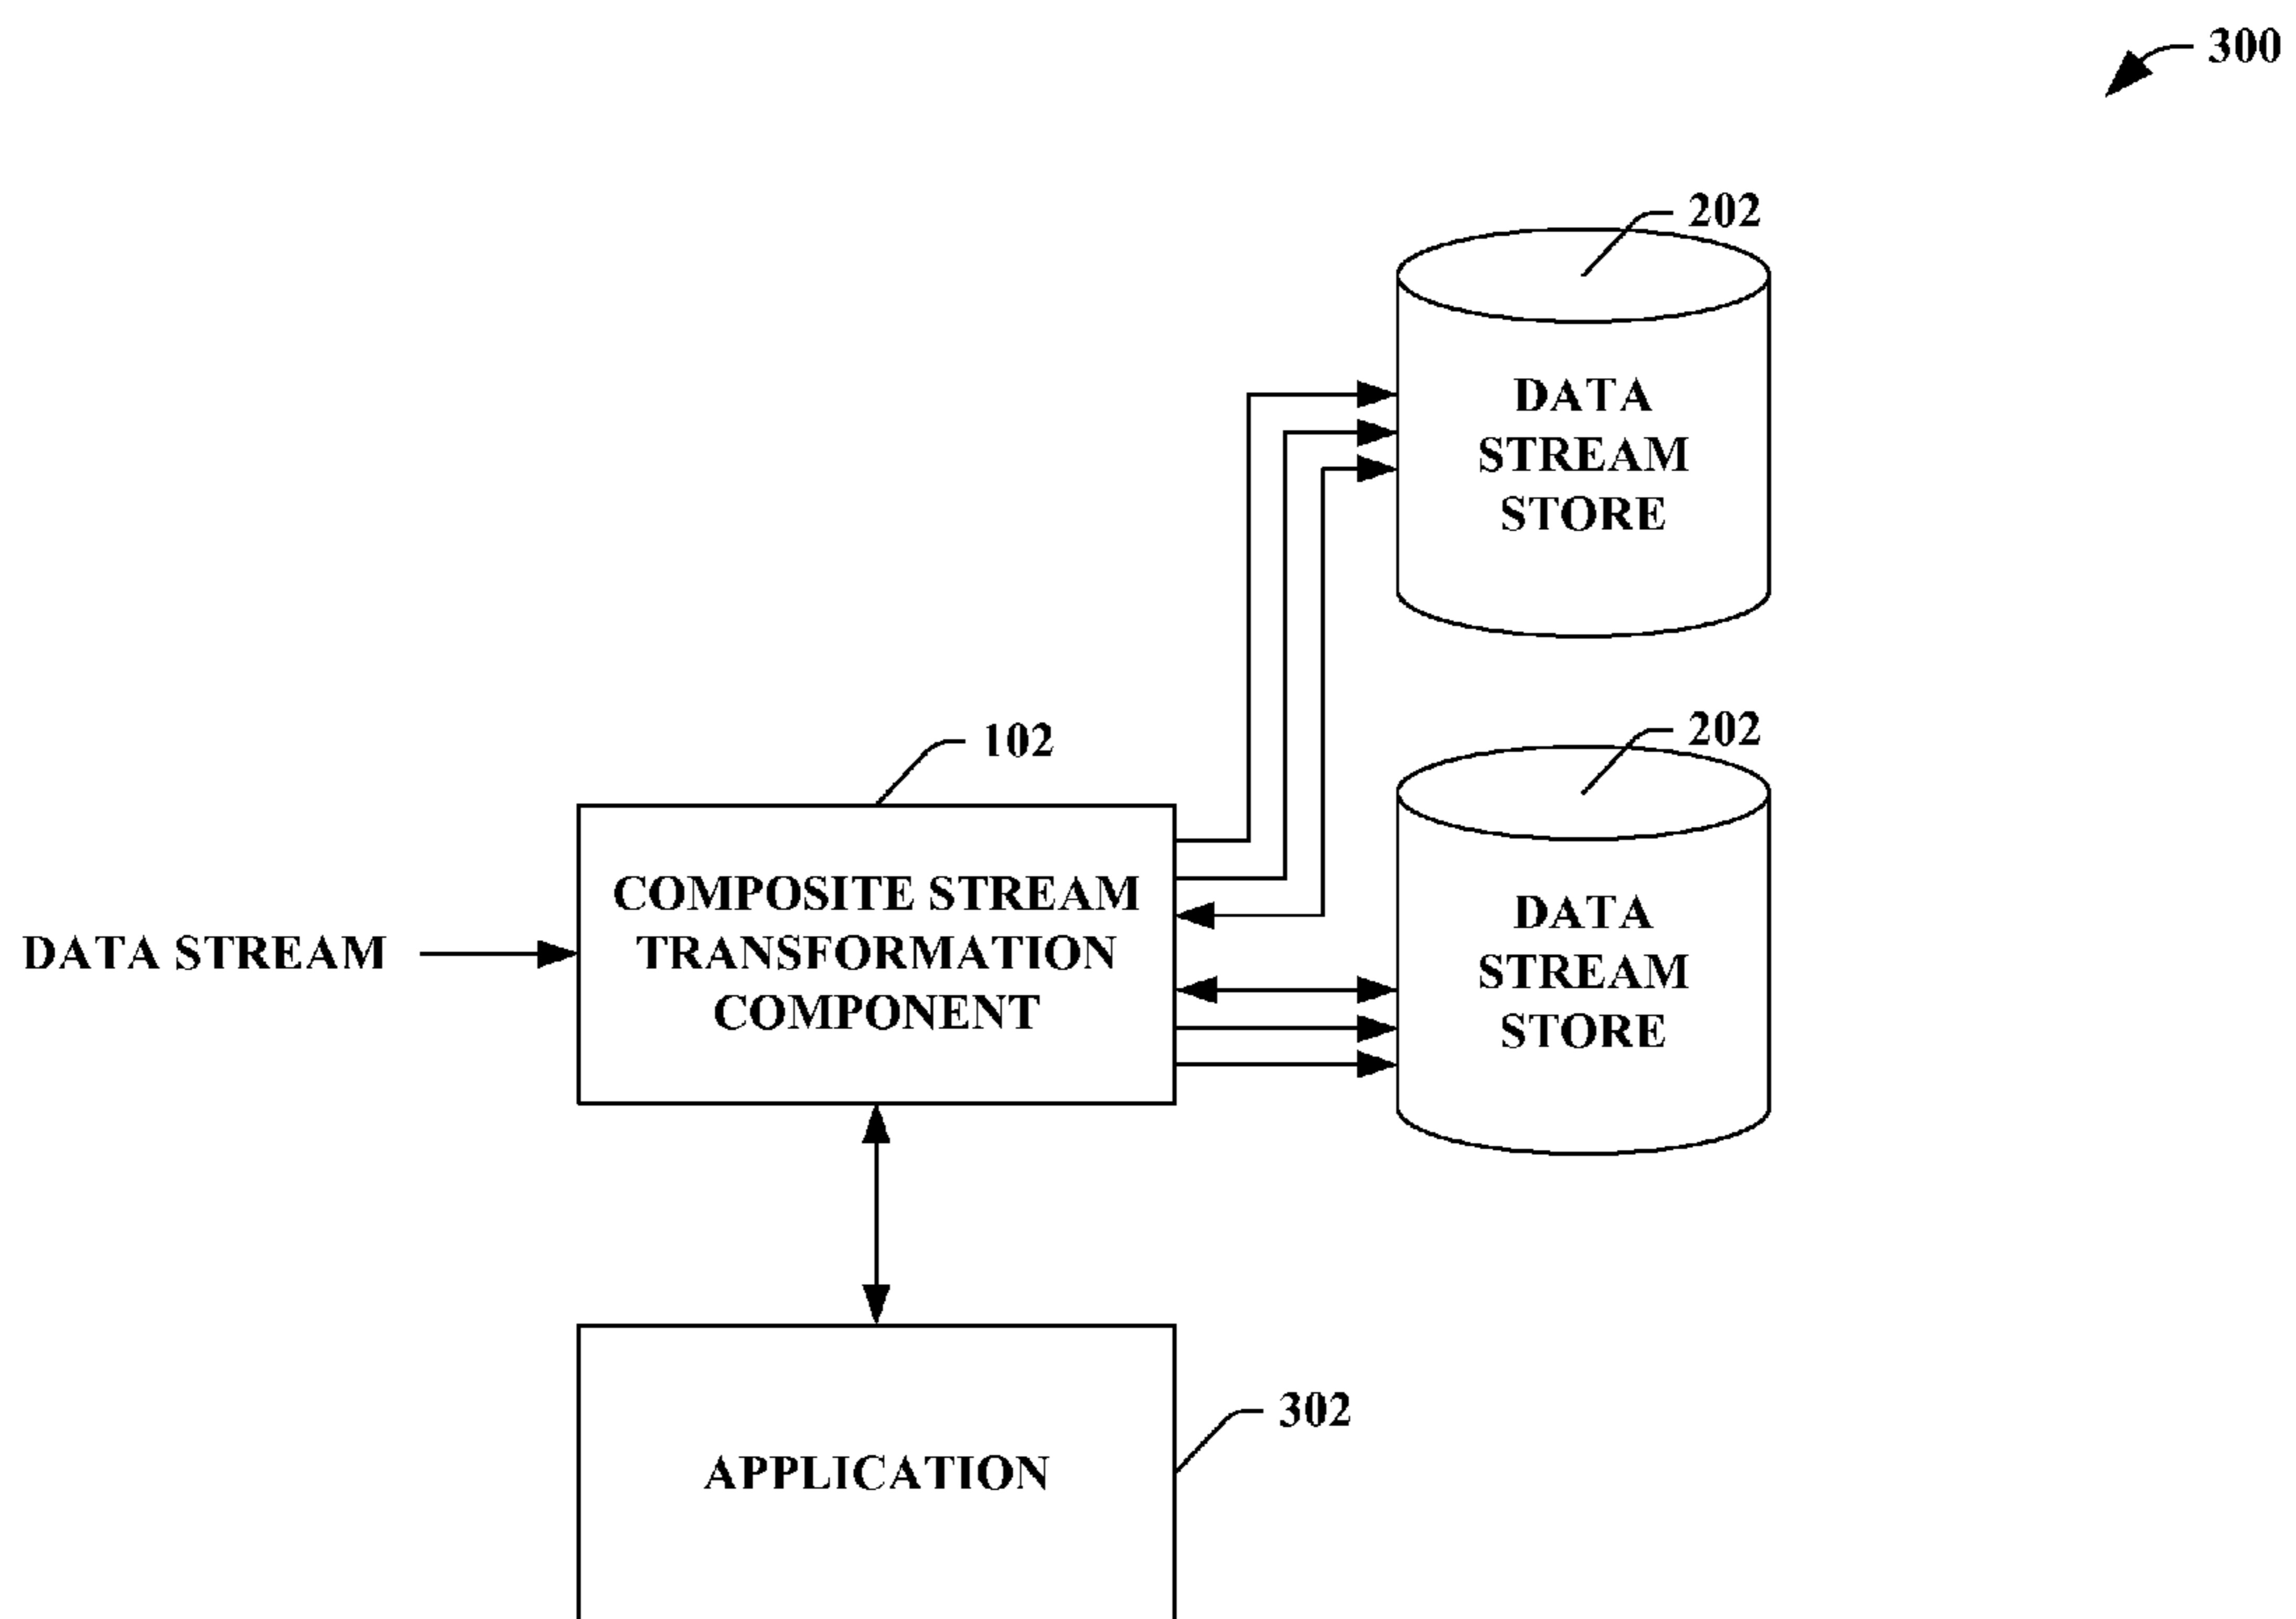 300
202
DATA
STREAM
STORE
202
102
DATA
STREAM
STORE
COMPOSITE STREAM
TRANSFORMATION
COMPONENT
DATA STREAM
302
APPLICATION